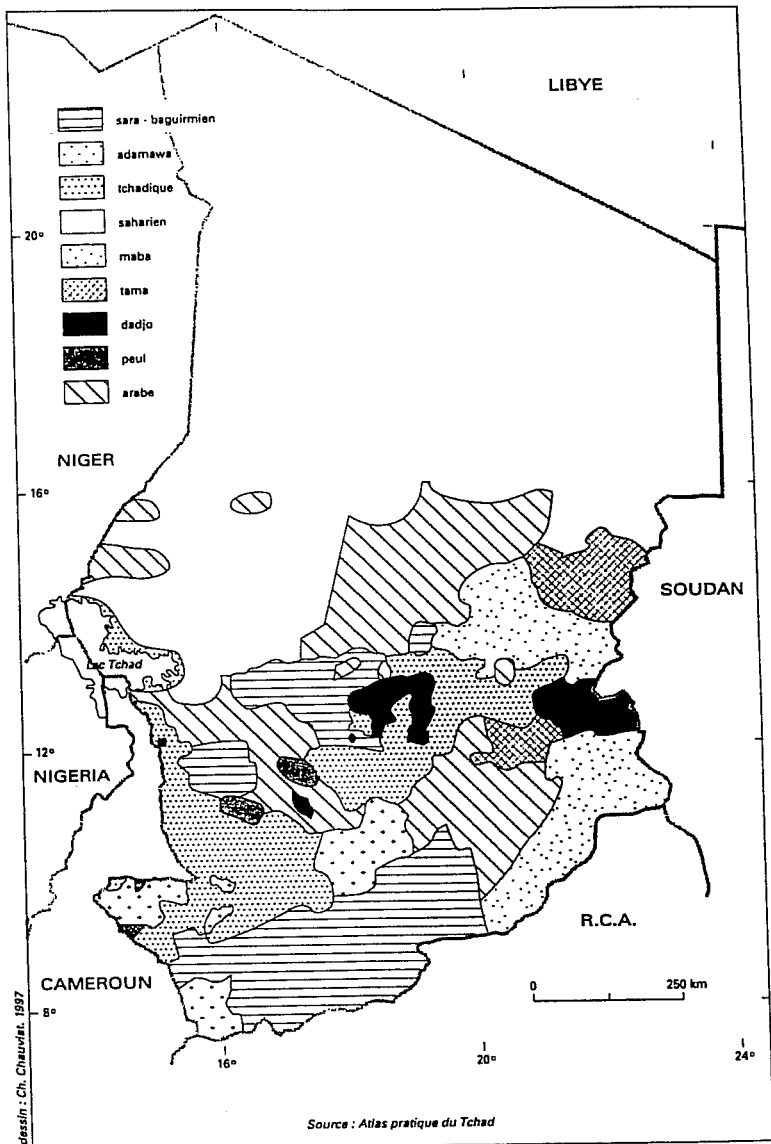 LIBYE
sara - baguirmien
adamawa
tchadique
saharien
maba
tama
dadjo
peul
arabe
20°
NIGER
16°
SOUDAN
Lac Tchad
12°
NIGERIA
R.C.A.
CAMEROUN
0 250 km
8°
16° 20° 24°
dessin : Ch. Chauviat. 1997
Source : Atlas pratique du Tchad